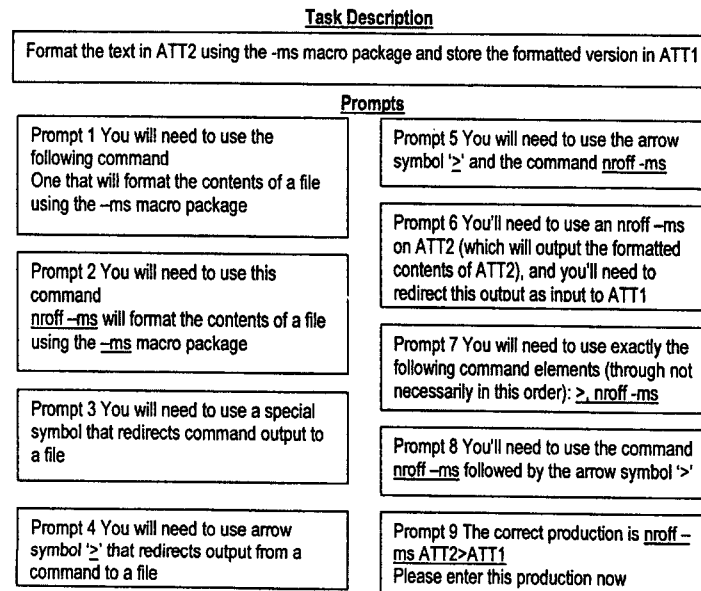 Task Description
Format the text in ATT2 using the -ms macro package and store the formatted version in ATT1
Prompts
Prompt 1 You will need to use the
following command
One that will format the contents of a file
using the –ms macro package
Prompt 2 You will need to use this
command
nroff –ms will format the contents of a file
using the –ms macro package
Prompt 3 You will need to use a special
symbol that redirects command output to
a file
Prompt 4 You will need to use arrow
symbol '>' that redirects output from a
command to a file
Prompt 5 You will need to use the arrow
symbol '>' and the command nroff -ms
Prompt 6 You'll need to use an nroff –ms
on ATT2 (which will output the formatted
contents of ATT2), and you'll need to
redirect this output as input to ATT1
Prompt 7 You will need to use exactly the
following command elements (through not
necessarily in this order): >, nroff -ms
Prompt 8 You'll need to use the command
nroff –ms followed by the arrow symbol '>'
Prompt 9 The correct production is nroff –
ms ATT2>ATT1
Please enter this production now